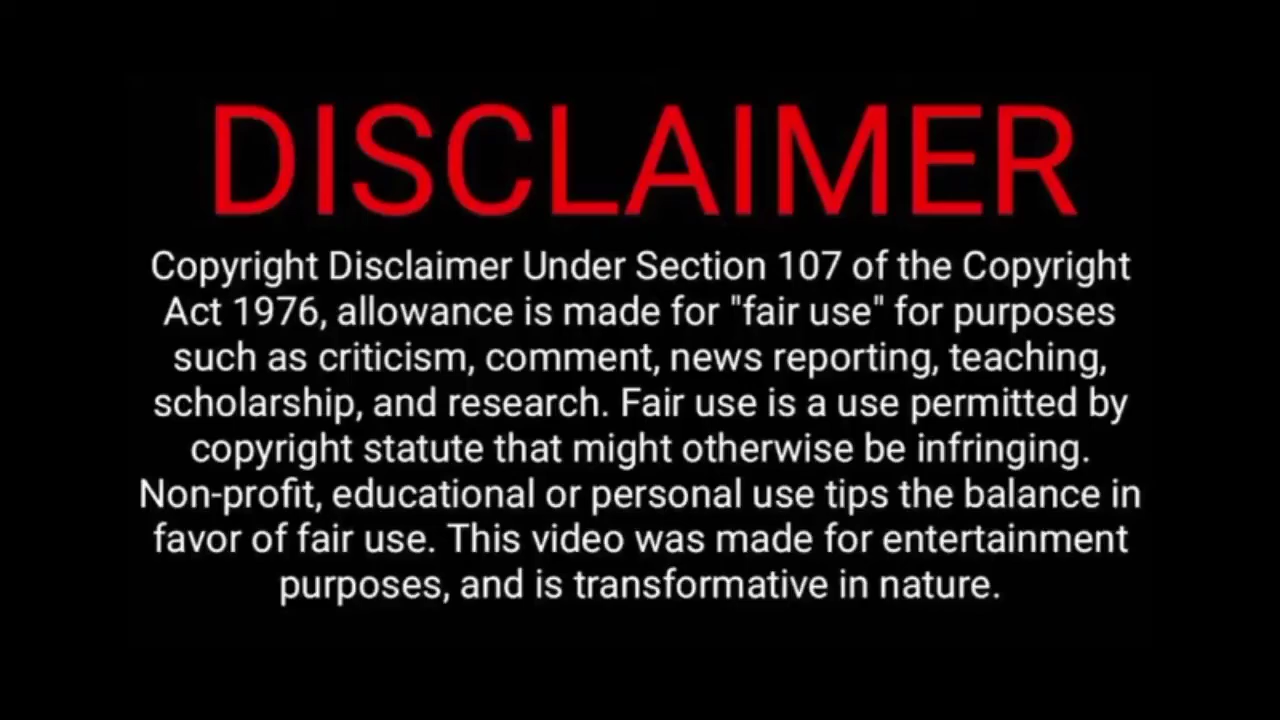 DISCLAIMER
Copyright Disclaimer Under Section 107 of the Copyright
Act 1976, allowance is made for "fair use" for purposes
such as criticism, comment, news reporting, teaching,
scholarship, and research. Fair use is a use permitted by
copyright statute that might otherwise be infringing.
Non-profit, educational or personal use tips the balance in
favor of fair use. This video was made for entertainment
purposes, and is transformative in nature.